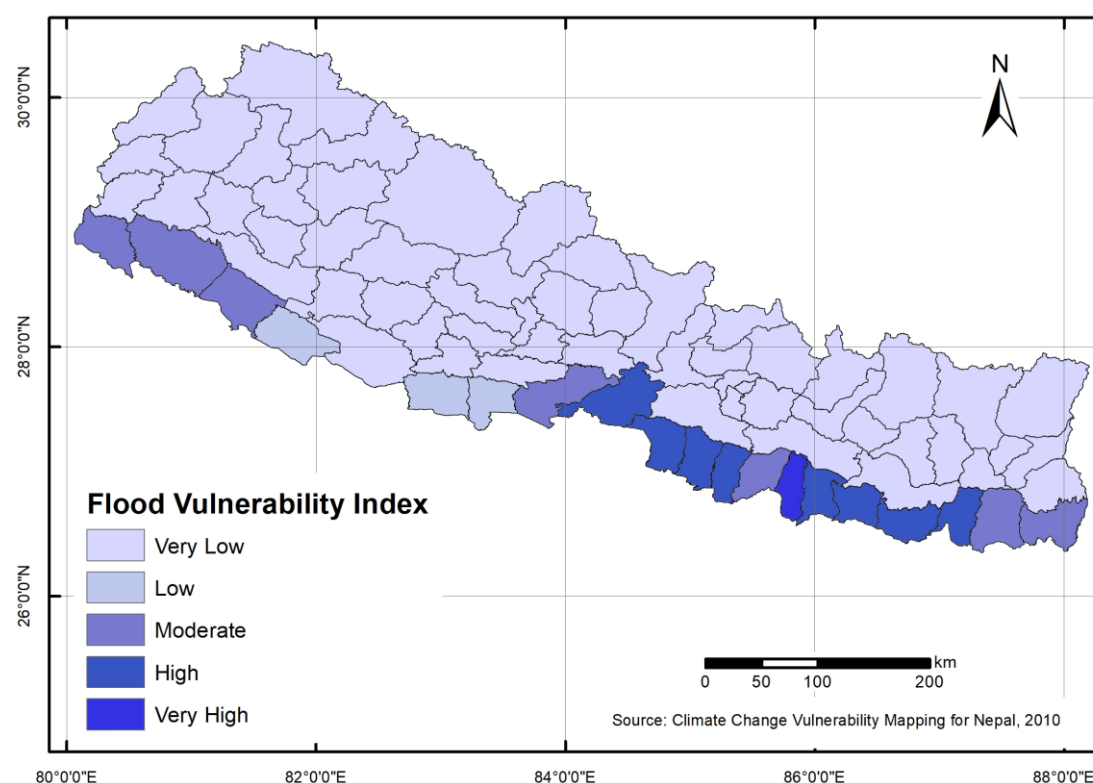 N
30°0'0"N
28°0'0"N
26°0'0"N
Flood Vulnerability Index
Very Low
Low
Moderate
High
Very High
km
0 50 100 200
Source: Climate Change Vulnerability Mapping for Nepal, 2010
80°0'0"E 82°0'0"E 84°0'0"E 86°0'0"E 88°0'0"E